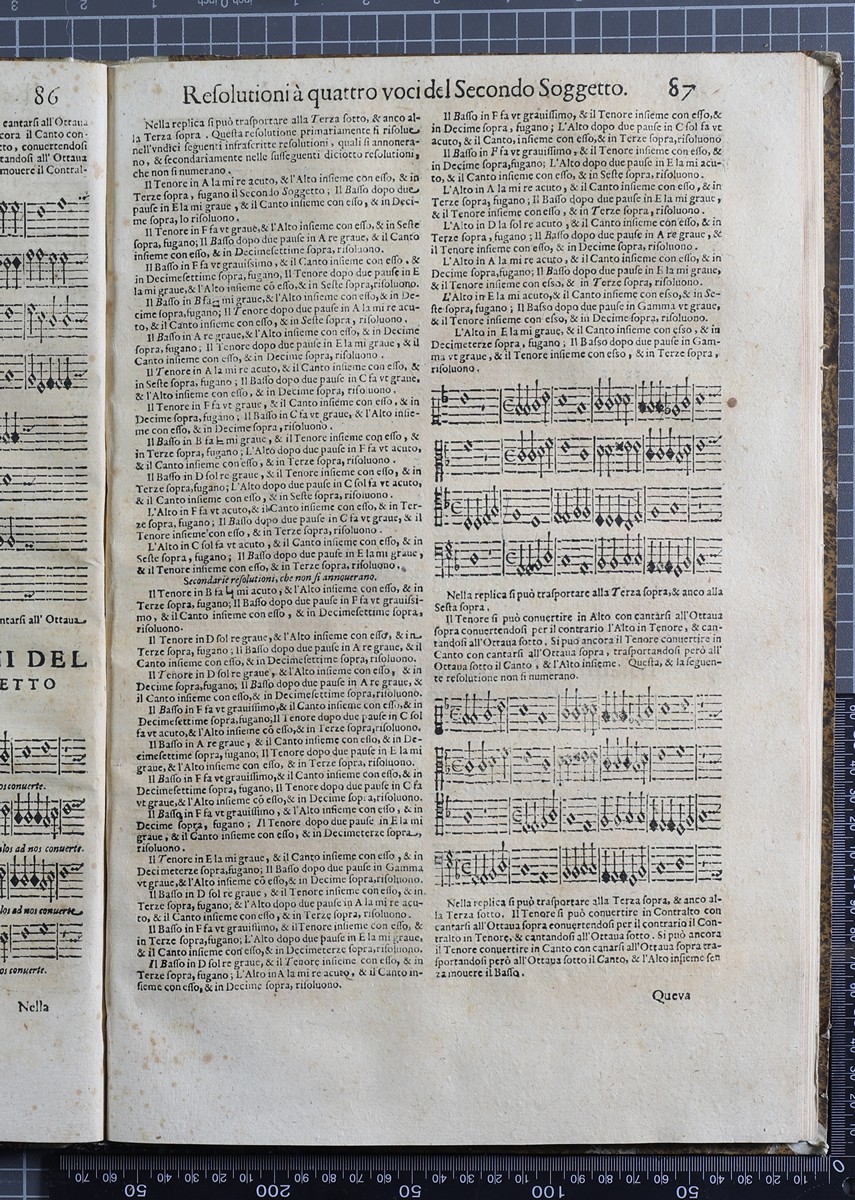 86
cantarsi all'Ottaua
cora il Canto con-
cto, conuertendosi
tandosi all' Ottaua
mouere il Contral-
ntarsi all' Ottaua
NI DEL
ETTO
os conuerte.
los ad nos conuerte.
los ad nos conuerte
os conuerte.
Nella
Resolutioni à quattro voci del Secondo Soggetto. 87
Nella replica si può trasportare alla Terza sotto, & anco al-
la Terza sopra. Questa resolutione primariamente si risolue
nell'vndici seguenti infrascritte resolutioni, quali si annonera-
no, & secondariamente nelle susseguenti diciotto resolutioni,
che non si numerano.
Il Tenore in A la mi re acuto, & l'Alto insieme con esso, & in
Terze sopra, fugano il Secondo Soggetto; Il Basso dopo due
pause in E la mi graue, & il Canto insieme con esso, & in Deci-
me sopra, lo risoluono.
Il Tenore in F fa vt graue, & l'Alto insieme con esso, & in Seste
sopra, fugano; Il Basso dopo due pause in A re graue, & il Canto
insieme con esso, & in Decimesettime sopra, risoluono.
Il Basso in F fa vt grauissimo, & il Canto insieme con esso, &
in Decimesettime sopra, fugano, Il Tenore dopo due pause in E
la mi graue, & l'Alto insieme cõ esso, & in Seste sopra, risoluono.
Il Basso in B fa mi graue, & l'Alto insieme con esso, & in De-
cime sopra, fugano; Il Tenore dopo due pause in A la mi re acu-
to, & il Canto insieme con esso, & in Seste sopra, risoluono.
Il Basso in A re graue, & l'Alto insieme con esso, & in Decime
sopra, fugano; Il Tenore dopo due pause in E la mi graue, & il
Canto insieme con esso, & in Decime sopra, risoluono.
Il Tenore in A la mi re acuto, & il Canto insieme con esso, &
in Seste sopra, fugano; Il Basso dopo due pause in C fa vt graue,
& l'Alto insieme con esso, & in Decime sopra, risoluono.
Il Tenore in F fa vt graue, & il Canto insieme con esso, & in
Decime sopra, fugano; Il Basso in C fa vt graue, & l'Alto insie-
me con esso, & in Decime sopra, risoluono.
Il Basso in B fa mi graue, & il Tenore insieme con esso, &
in Terze sopra, fugano; L'Alto dopo due pause in F fa vt acuto,
& il Canto insieme con esso, & in Terze sopra, risoluono.
Il Basso in D sol re graue, & il Tenore insieme con esso, & in
Terze sopra, fugano; L'Alto dopo due pause in C sol fa vt acuto,
& il Canto insieme con esso, & in Seste sopra, risoluono.
L'Alto in F fa vt acuto, & il Canto insieme con esso, & in Ter-
ze sopra, fugano; Il Basso dopo due pause in C fa vt graue, & il
Tenore insieme con esso, & in Terze sopra, risoluono.
L'Alto in C sol fa vt acuto, & il Canto insieme con esso, & in
Seste sopra, fugano; Il Basso dopo due pause in E la mi graue,
& il Tenore insieme con esso, & in Terze sopra, risoluono.
Secondarie resolutioni, che non si annouerano.
Il Tenore in B fa mi acuto, & l'Alto insieme con esso, & in
Terze sopra, fugano; Il Basso dopo due pause in F fa vt grauissi-
mo, & il Canto insieme con esso, & in Decimesettime sopra,
risoluono.
Il Tenore in D sol re graue, & l'Alto insieme con esso, & in
Terze sopra, fugano; Il Basso dopo due pause in A re graue, & il
Canto insieme con esso, & in Decimesettime sopra, risoluono.
Il Tenore in D sol re graue, & l'Alto insieme con esso, & in
Decime sopra, fugano; Il Basso dopo due pause in A re graue, &
il Canto insieme con esso, & in Decimesettime sopra, risoluono.
Il Basso in F fa vt grauissimo, & il Canto insieme con esso, & in
Decimesettime sopra, fugano; Il Tenore dopo due pause in C sol
fa vt acuto, & l'Alto insieme cõ esso, & in Terze sopra, risoluono.
Il Basso in A re graue, & il Canto insieme con esso, & in De-
cimesettime sopra, fugano; Il Tenore dopo due pause in E la mi
graue, & l'Alto insieme con esso, & in Terze sopra, risoluono.
Il Basso in F fa vt grauissimo, & il Canto insieme con esso, & in
Decimesettime sopra, fugano, Il Tenore dopo due pause in C fa
vt graue, & l'Alto insieme cõ esso, & in Decime sopra, risoluono.
Il Basso in F fa vt grauissimo, & l'Alto insieme con esso, & in
Decime sopra, fugano; Il Tenore dopo due pause in E la mi
graue, & il Canto insieme con esso, & in Decimeterze sopra,
risoluono.
Il Tenore in E la mi graue, & il Canto insieme con esso, & in
Decimeterze sopra, fugano; Il Basso dopo due pause in Gamma
vt graue, & l'Alto insieme cõ esso, & in Decime sopra, risoluono.
Il Basso in D sol re graue, & il Tenore insieme con esso, & in
Terze sopra, fugano; & l'Alto dopo due pause in A la mi re acu-
to, & il Canto insieme con esso, & in Terze sopra, risoluono.
Il Basso in F fa vt grauissimo, & il Tenore insieme con esso, &
in Terze sopra, fugano; L'Alto dopo due pause in E la mi graue,
& il Canto insieme con esso, & in Decimeterze sopra, risoluono.
Il Basso in D sol re graue, & il Tenore insieme con esso, & in
Terze sopra, fugano; L'Alto in A la mi re acuto, & il Canto in-
sieme con esso, & in Decime sopra, risoluono.
Il Basso in F fa vt grauissimo, & il Tenore insieme con esso, &
in Decime sopra, fugano; L'Alto dopo due pause in C sol fa vt
acuto, & il Canto, insieme con esso, & in Terze sopra, risoluono
Il Basso in F fa vt grauissimo, & il Tenore insieme con esso, &
in Decime sopra, fugano; L'Alto dopo due pause in E la mi acu-
to, & il Canto insieme con esso, & in Seste sopra, risoluono.
L'Alto in A la mi re acuto, & il Canto insieme con esso, & in
Terze sopra, fugano; Il Basso dopo due pause in E la mi graue,
& il Tenore insieme con esso, & in Terze sopra, risoluono.
L'Alto in D la sol re acuto, & il Canto insieme con esso, & in
Terze sopra, fugano; Il Basso dopo due pause in A re graue, &
il Tenore insieme con esso, & in Decime sopra, risoluono.
L'Alto in A la mi re acuto, & il Canto insieme con esso, & in
Decime sopra, fugano; Il Basso dopo due pause in E la mi graue,
& il Tenore insieme con esso, & in Terze sopra, risoluono.
L'Alto in E la mi acuto, & il Canto insieme con esso, & in Se-
ste sopra, fugano; Il Basso dopo due pause in Gamma vt graue,
& il Tenore insieme con esso, & in Decime sopra, risoluono.
L'Alto in E la mi graue, & il Canto insieme con esso, & in
Decimeterze sopra, fugano; Il Basso dopo due pause in Gam-
ma vt graue, & il Tenore insieme con esso, & in Terze sopra,
risoluono.
Nella replica si può trasportare alla Terza sopra, & anco alla
Sesta sopra.
Il Tenore si può conuertire in Alto con cantarsi all'Ottaua
sopra conuertendosi per il contrario l'Alto in Tenore, & can-
tandosi all'Ottaua sotto. Si può ancora il Tenore conuertire in
Canto con cantarsi all'Ottaua sopra, trasportandosi però all'
Ottaua sotto il Canto, & l'Alto insieme. Questa, & la seguen-
te resolutione non si numerano.
Nella replica si può trasportare alla Terza sopra, & anco al-
la Terza sotto. Il Tenore si può conuertire in Contralto con
cantarsi all'Ottaua sopra conuertendosi per il contrario il Con-
tralto in Tenore, & cantandosi all'Ottaua sotto. Si può ancora
il Tenore conuertire in Canto con canarsi all'Ottaua sopra tra-
sportandosi però all'Ottaua sotto il Canto, & l'Alto insieme sen
za mouere il Basso.
Queva